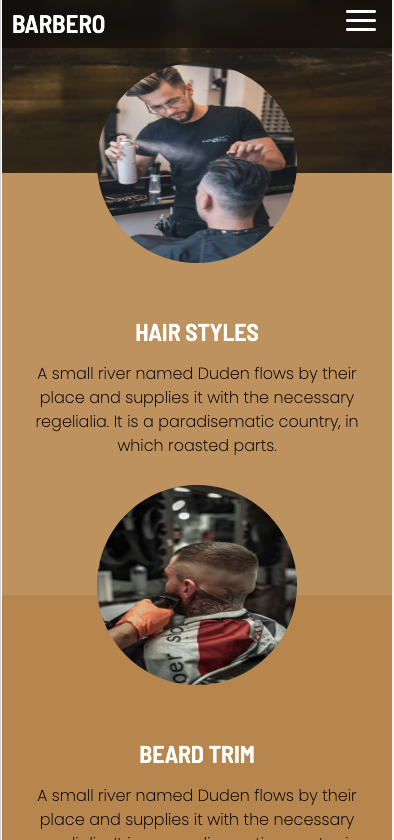 BARBERO
HAIR STYLES
A small river named Duden flows by their
place and supplies it with the necessary
regelialia. It is a paradisematic country, in
which roasted parts.
ber so
BEARD TRIM
A small river named Duden flows by their
place and supplies it with the necessary